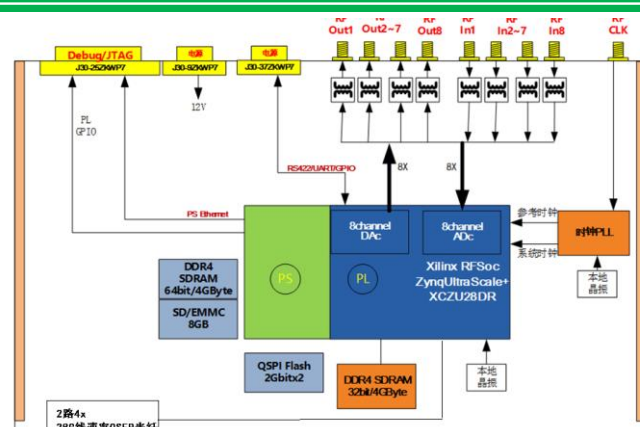 RF
RF
RF
RF
RF
RF
Out1
Out2~7
Out8
In1
In2~7
In8
CLK
Debug/JTAG
电源
电源
J30-25ZKWP7
J30-9ZKWP7
J30-37ZKWP7
12V
PL
GPIO
RS422/UART/GPIO
8X
8X
PS Ethernet
8channel
DAc
8channel
ADc
参考时钟
时钟PLL
系统时钟
DDR4
SDRAM
64bit/4GByte
PS
PL
Xilinx RFSoc
ZynqUltraScale+
XCZU28DR
本地
晶振
SD/EMMC
8GB
QSPI Flash
2Gbitx2
DDR4 SDRAM
32bit/4GByte
本地
晶振
2路4x